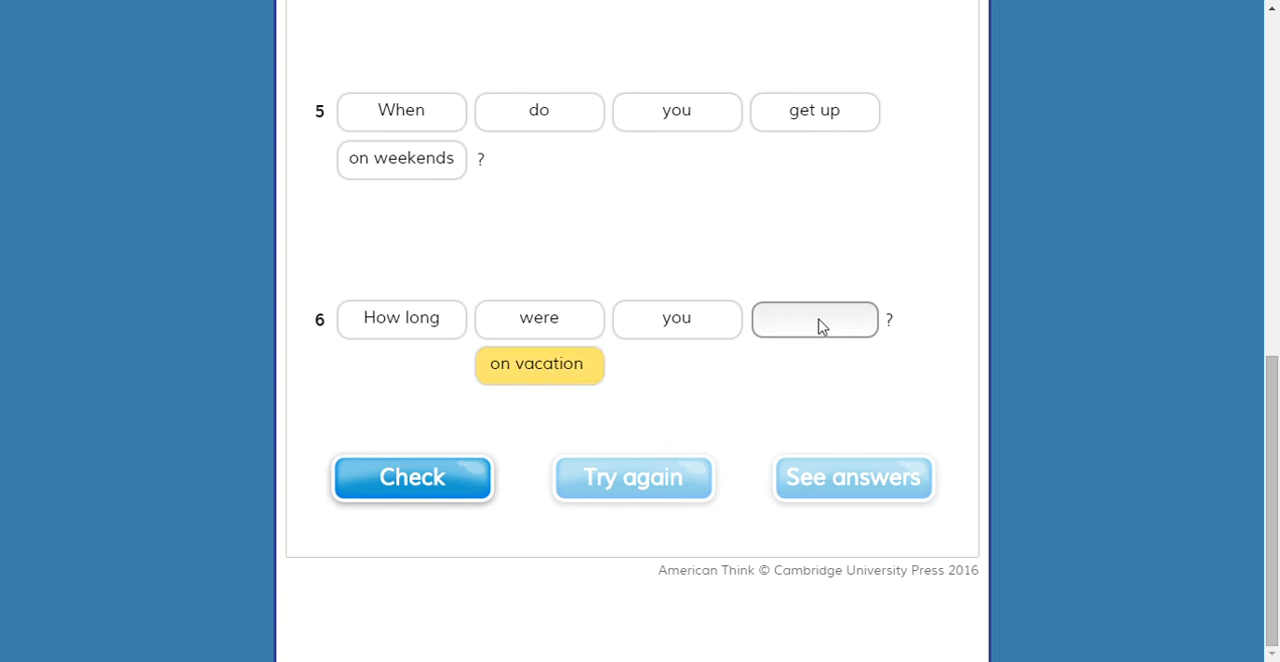 5 When do you get up
on weekends ?
6 How long were you ?
on vacation
Check Try again See answers
American Think © Cambridge University Press 2016